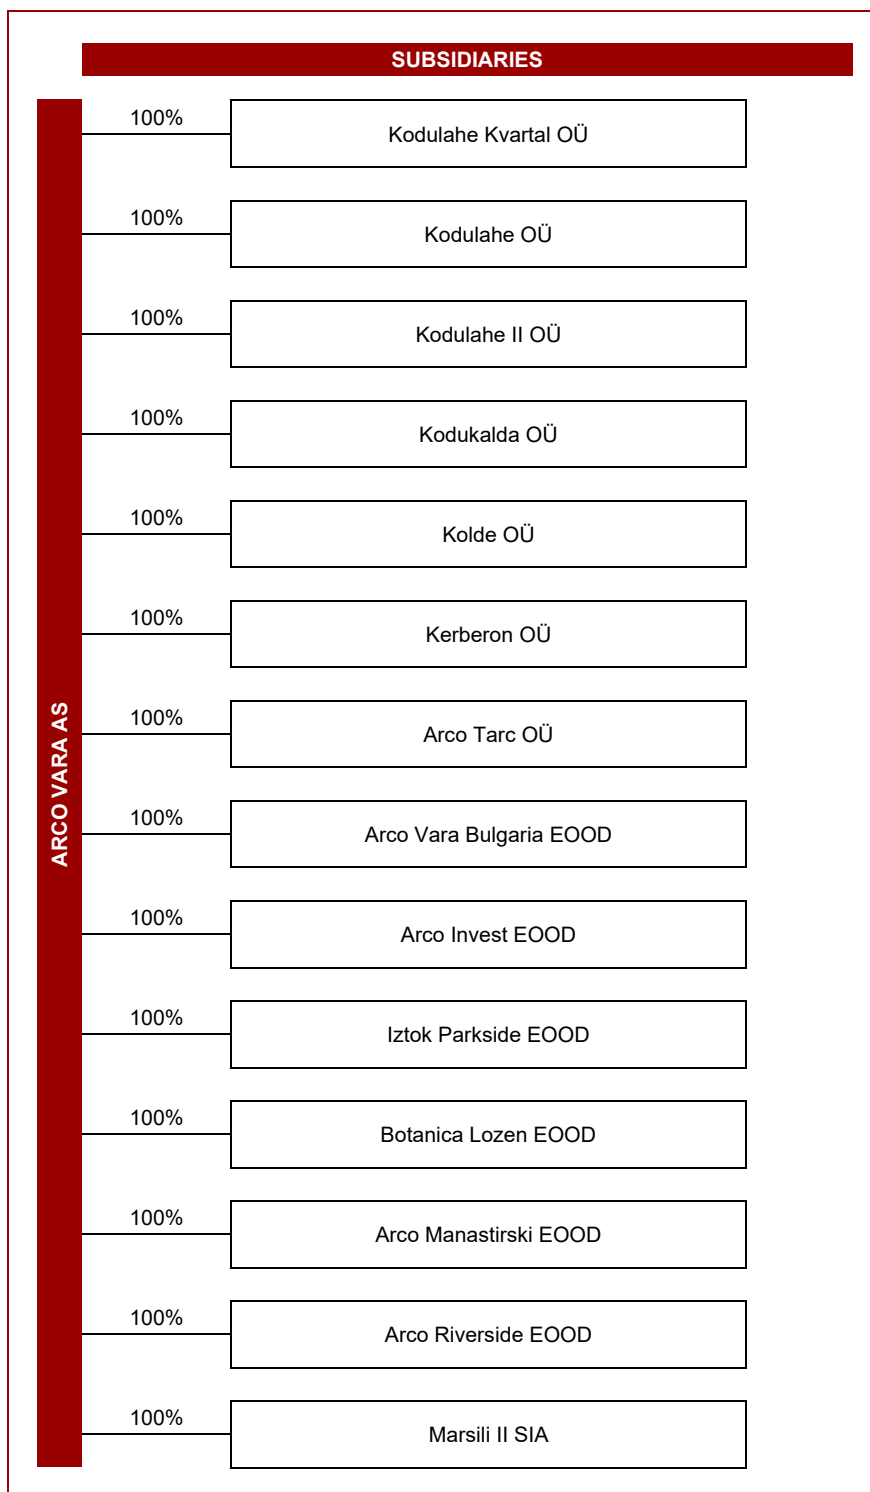 SUBSIDIARIES
ARCO VARA AS
100%
Kodulahe Kvartal OÜ
100%
Kodulahe OÜ
100%
Kodulahe II OÜ
100%
Kodukalda OÜ
100%
Kolde OÜ
100%
Kerberon OÜ
100%
Arco Tarc OÜ
100%
Arco Vara Bulgaria EOOD
100%
Arco Invest EOOD
100%
Iztok Parkside EOOD
100%
Botanica Lozen EOOD
100%
Arco Manastirski EOOD
100%
Arco Riverside EOOD
100%
Marsili II SIA